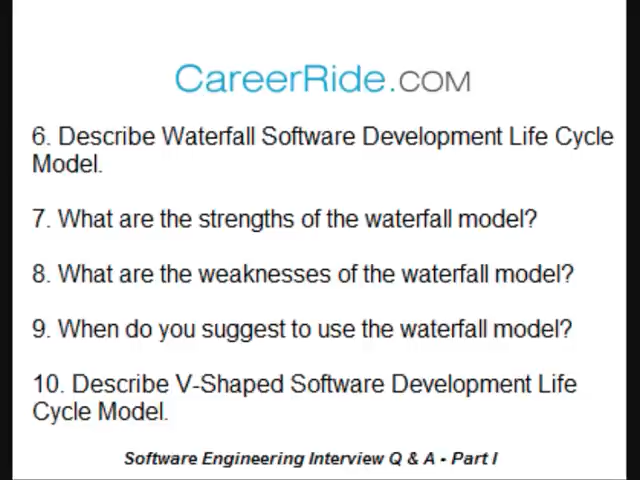 CareerRide.COM
6. Describe Waterfall Software Development Life Cycle
Model.
7. What are the strengths of the waterfall model?
8. What are the weaknesses of the waterfall model?
9. When do you suggest to use the waterfall model?
10. Describe V-Shaped Software Development Life
Cycle Model.
Software Engineering Interview Q & A - Part I